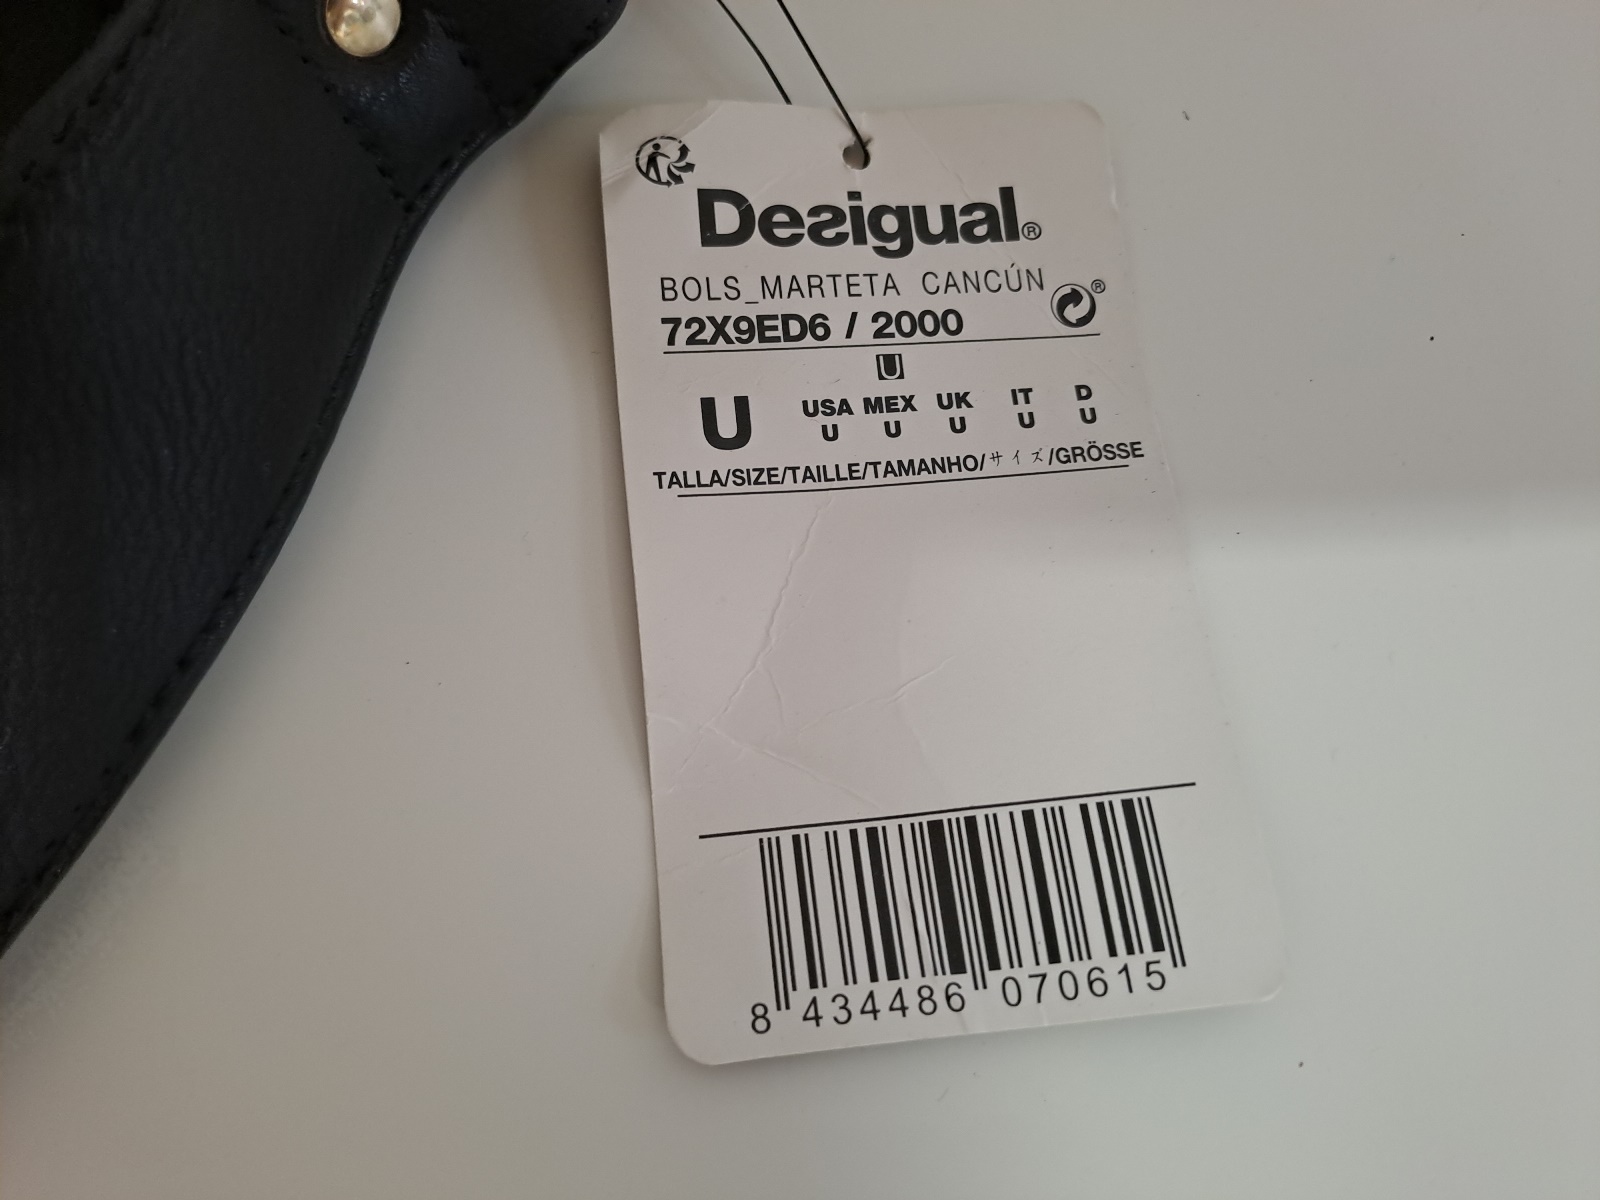 Desigual®
BOLS_MARTETA CANCÚN
®
72X9ED6 / 2000
U
U USA MEX UK IT D
U U U U U
TALLA/SIZE/TAILLE/TAMANHO/サイズ/GRÖSSE
8 434486 070615